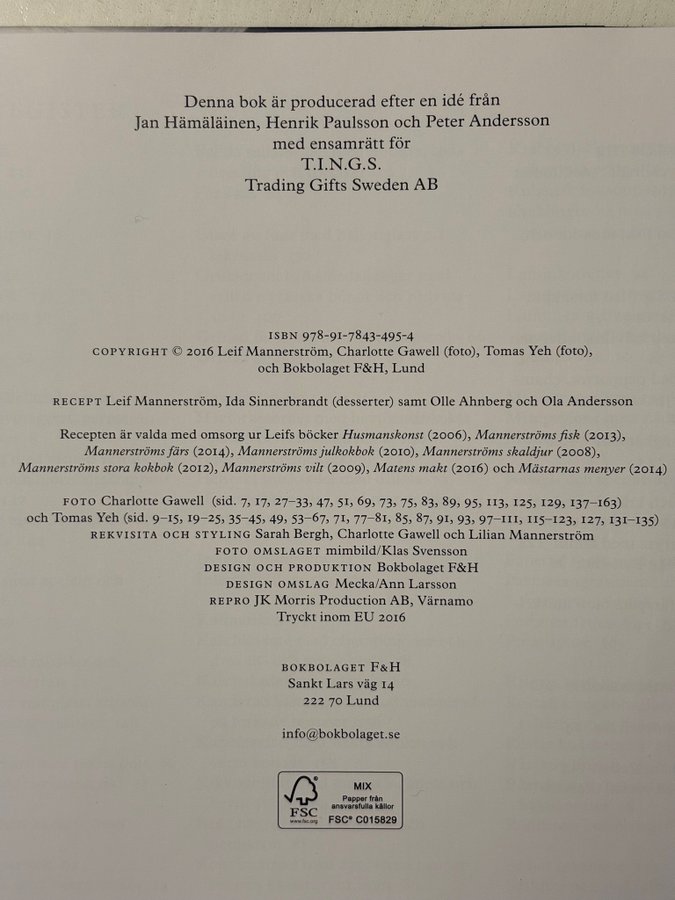 Denna bok är producerad efter en idé från
Jan Hämäläinen, Henrik Paulsson och Peter Andersson
med ensamrätt för
T.I.N.G.S.
Trading Gifts Sweden AB
ISBN 978-91-7843-495-4
COPYRIGHT © 2016 Leif Mannerström, Charlotte Gawell (foto), Tomas Yeh (foto),
och Bokbolaget F&H, Lund
RECEPT Leif Mannerström, Ida Sinnerbrandt (desserter) samt Olle Ahnberg och Ola Andersson
Recepten är valda med omsorg ur Leifs böcker Husmanskonst (2006), Mannerströms fisk (2013),
Mannerströms färs (2014), Mannerströms julkokbok (2010), Mannerströms skaldjur (2008),
Mannerströms stora kokbok (2012), Mannerströms vilt (2009), Matens makt (2016) och Mästarnas menyer (2014)
FOTO Charlotte Gawell (sid. 7, 17, 27–33, 47, 51, 69, 73, 75, 83, 89, 95, 113, 125, 129, 137–163)
och Tomas Yeh (sid. 9–15, 19–25, 35–45, 49, 53–67, 71, 77–81, 85, 87, 91, 93, 97–111, 115–123, 127, 131–135)
REKVISITA OCH STYLING Sarah Bergh, Charlotte Gawell och Lilian Mannerström
FOTO OMSLAGET mimbild/Klas Svensson
DESIGN OCH PRODUKTION Bokbolaget F&H
DESIGN OMSLAG Mecka/Ann Larsson
REPRO JK Morris Production AB, Värnamo
Tryckt inom EU 2016
BOKBOLAGET F&H
Sankt Lars väg 14
222 70 Lund
info@bokbolaget.se
MIX
Papper från
ansvarsfulla källor
FSC
www.fsc.org
FSC® C015829